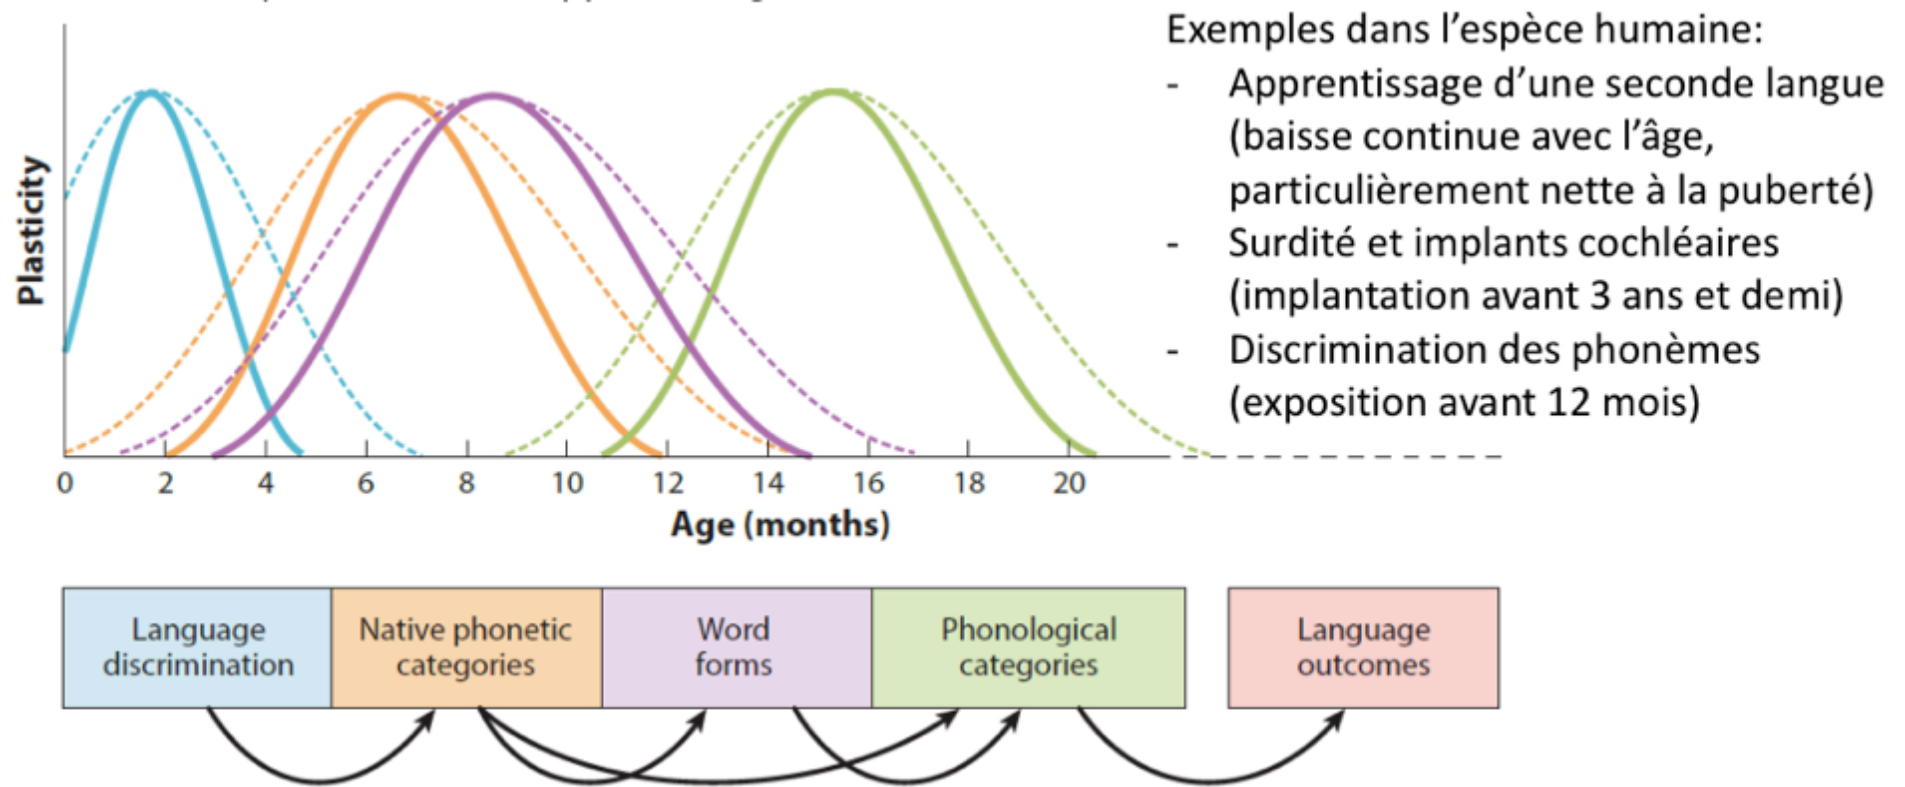 Exemples dans l'espèce humaine:
- Apprentissage d'une seconde langue
(baisse continue avec l'âge,
particulièrement nette à la puberté)
- Surdité et implants cochléaires
(implantation avant 3 ans et demi)
- Discrimination des phonèmes
(exposition avant 12 mois)
Plasticity
0 2 4 6 8 10 12 14 16 18 20
Age (months)
Language
discrimination
Native phonetic
categories
Word
forms
Phonological
categories
Language
outcomes